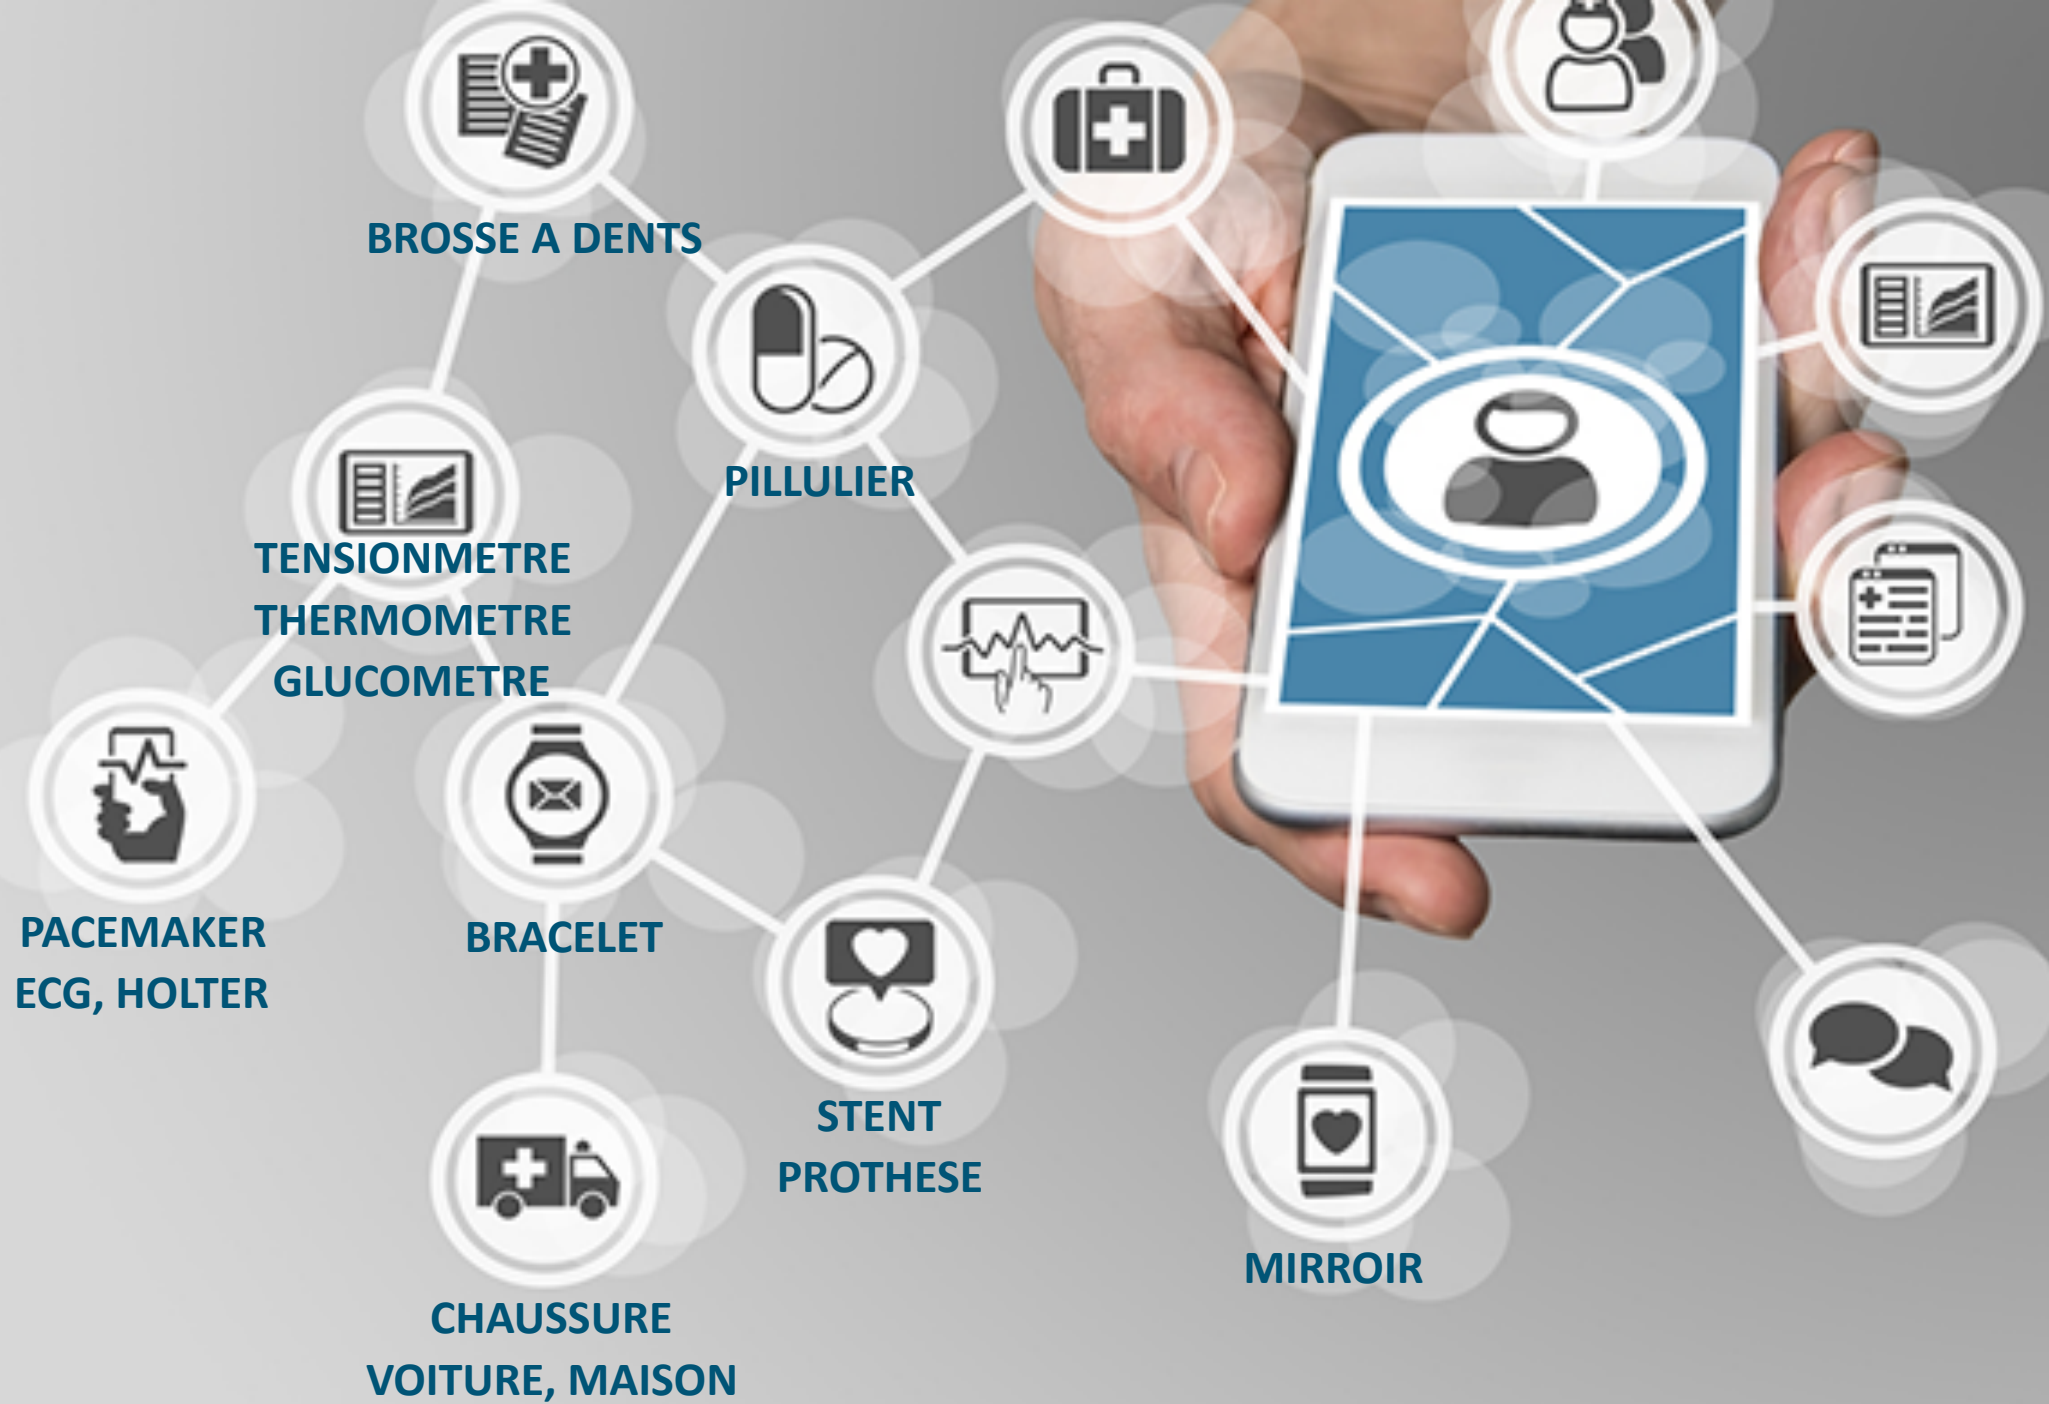 BROSSE A DENTS
PILLULIER
TENSIONMETRE
THERMOMETRE
GLUCOMETRE
PACEMAKER
ECG, HOLTER
BRACELET
STENT
PROTHESE
MIRROIR
CHAUSSURE
VOITURE, MAISON